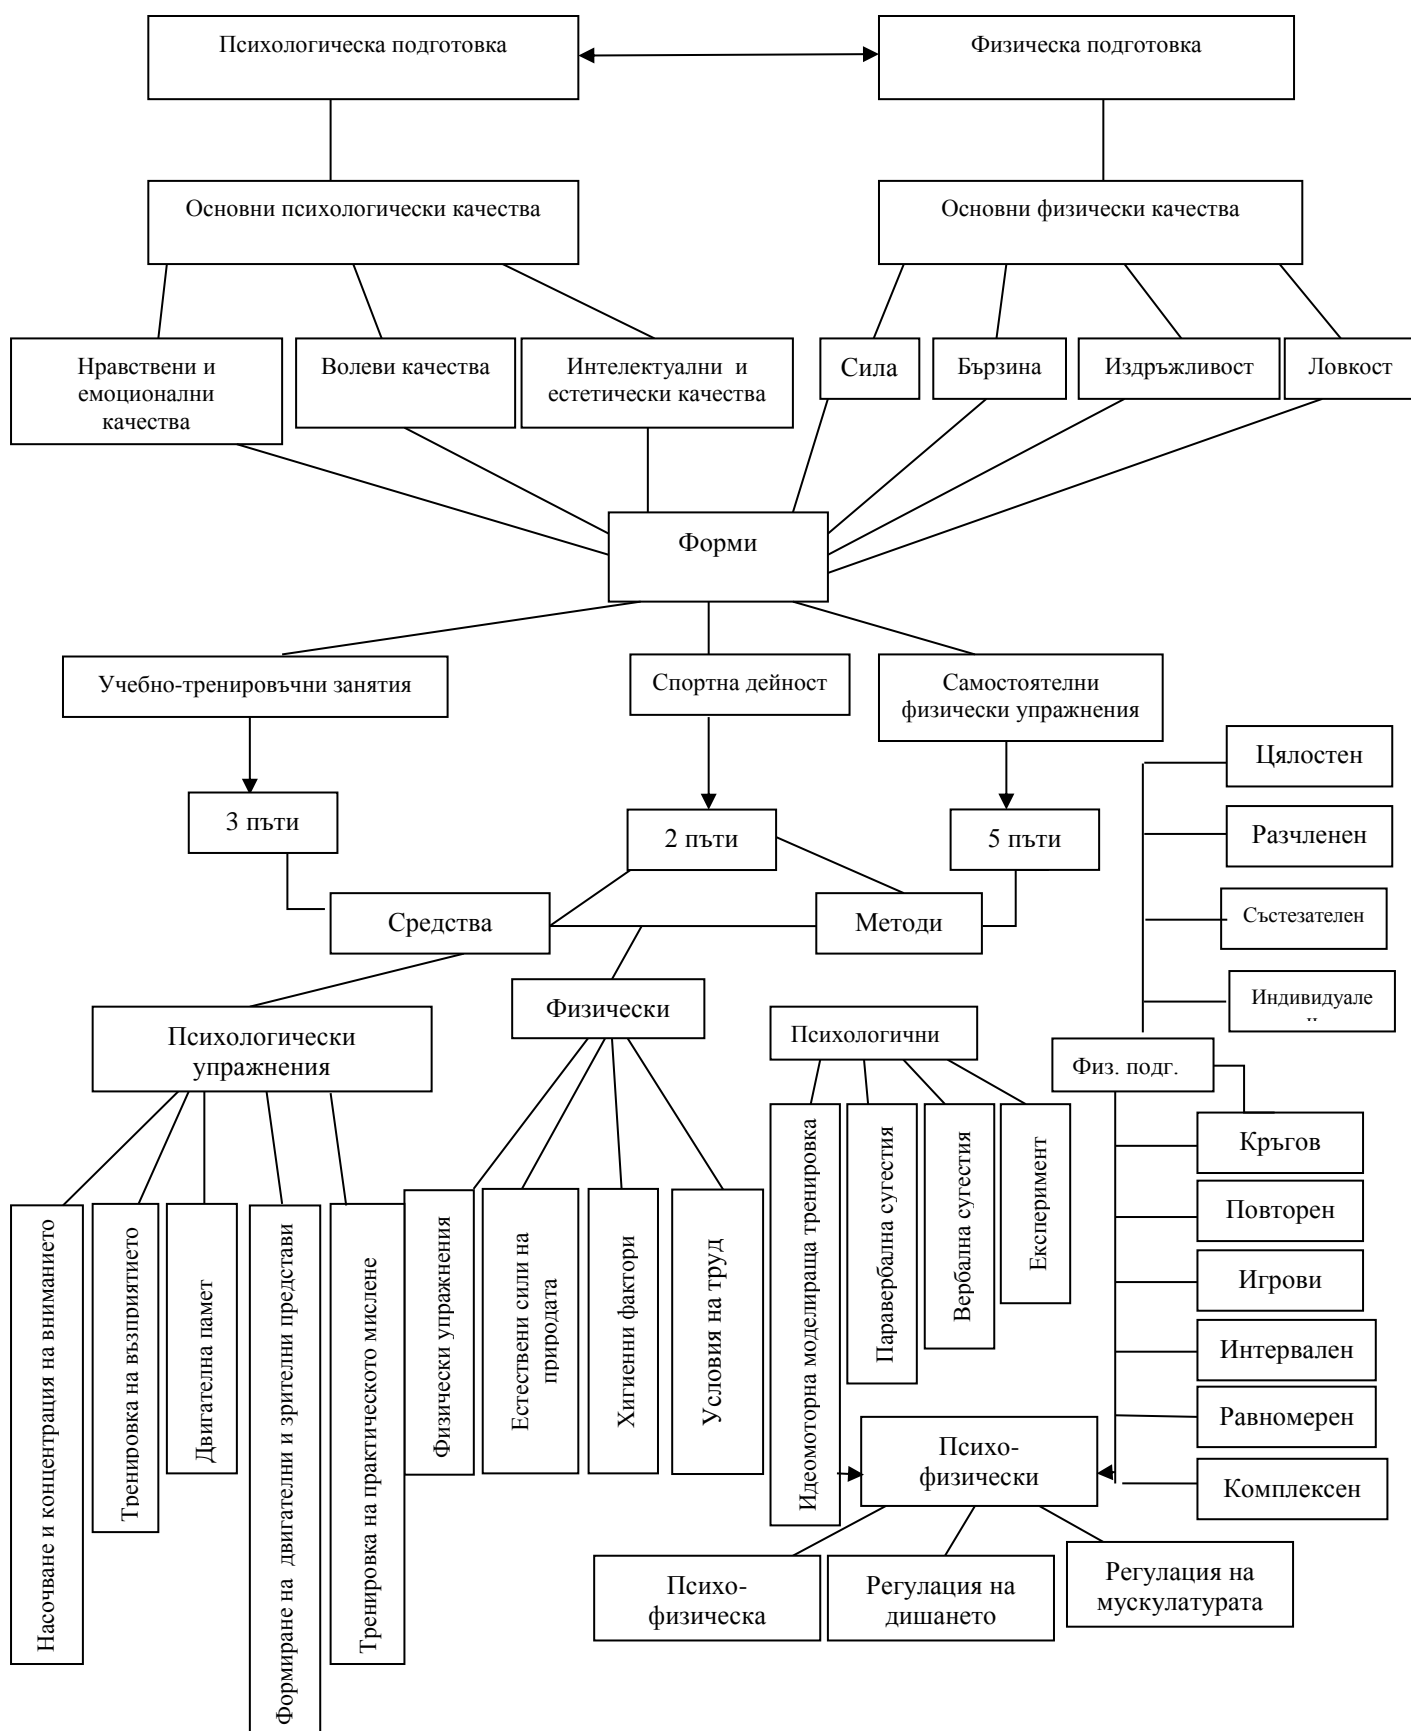 Психологическа подготовка
Физическа подготовка
Основни психологически качества
Основни физически качества
Нравствени и
емоционални
качества
Волеви качества
Интелектуални и
естетически качества
Сила
Бързина
Издръжливост
Ловкост
Форми
Учебно-тренировъчни занятия
Спортна дейност
Самостоятелни
физически упражнения
3 пъти
2 пъти
5 пъти
Средства
Методи
Цялостен
Разчленен
Състезателен
Индивидуале
Психологически
упражнения
Физически
Психологични
Физ. подг.
Насочване и концентрация на вниманието
Тренировка на възприятието
Двигателна памет
Формиране на двигателни и зрителни представи
Тренировка на практическото мислене
Физически упражнения
Естествени сили на
природата
Хигиенни фактори
Условия на труд
Идеомоторна моделираща тренировка
Паравербална сугестия
Вербална сугестия
Експеримент
Кръгов
Повторен
Игрови
Интервален
Равномерен
Комплексен
Психо-
физически
Психо-
физическа
Регулация на
дишането
Регулация на
мускулатурата